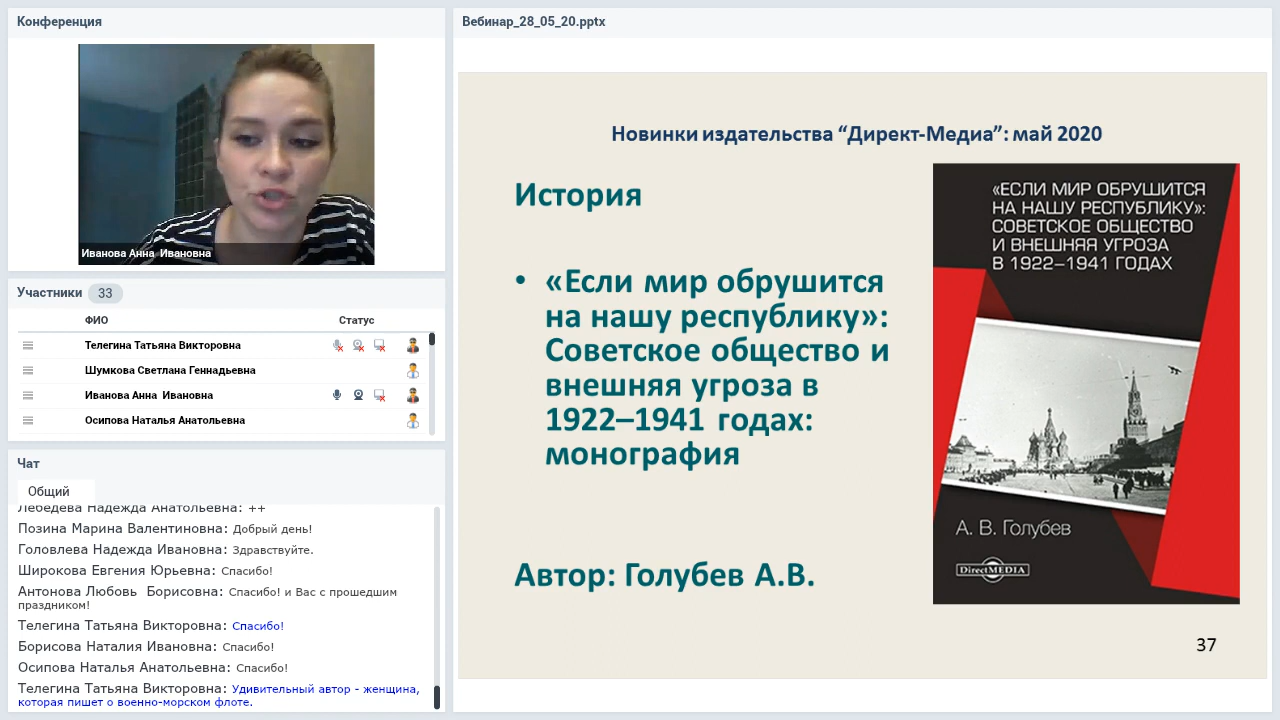 Конференция
Иванова Анна  Ивановна
Участники 33
ФИО Статус
Телегина Татьяна Викторовна
Шумкова Светлана Геннадьевна
Иванова Анна  Ивановна
Осипова Наталья Анатольевна
Чат
Общий
Лебедева Надежда Анатольевна: ++
Позина Марина Валентиновна: Добрый день!
Головлева Надежда Ивановна: Здравствуйте.
Широкова Евгения Юрьевна: Спасибо!
Антонова Любовь  Борисовна: Спасибо! и Вас с прошедшим
праздником!
Телегина Татьяна Викторовна: Спасибо!
Борисова Наталия Ивановна: Спасибо!
Осипова Наталья Анатольевна: Спасибо!
Телегина Татьяна Викторовна: Удивительный автор - женщина,
которая пишет о военно-морском флоте.
Вебинар_28_05_20.pptx
Новинки издательства “Директ-Медиа”: май 2020
История
• «Если мир обрушится
на нашу республику»:
Советское общество и
внешняя угроза в
1922–1941 годах:
монография
Автор: Голубев А.В.
«ЕСЛИ МИР ОБРУШИТСЯ
НА НАШУ РЕСПУБЛИКУ»:
СОВЕТСКОЕ ОБЩЕСТВО
И ВНЕШНЯЯ УГРОЗА
В 1922–1941 ГОДАХ
А. В. Голубев
DirectMEDIA
37